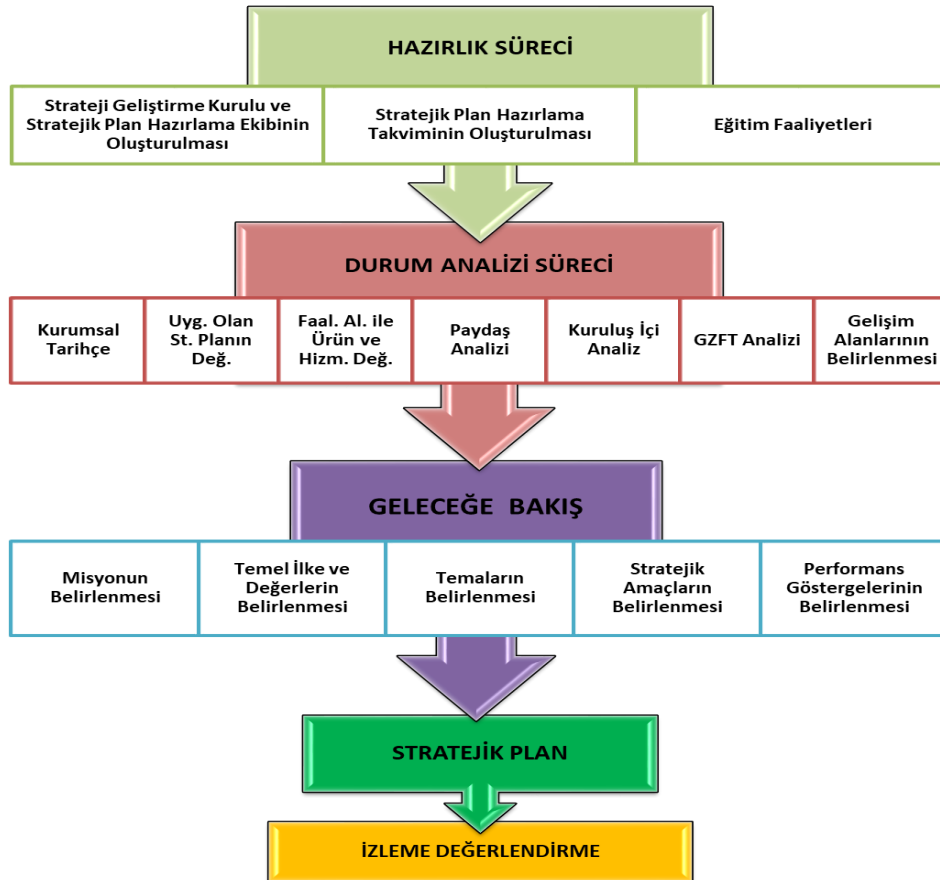 HAZIRLIK SÜRECİ
Strateji Geliştirme Kurulu ve
Stratejik Plan Hazırlama Ekibinin
Oluşturulması
Stratejik Plan Hazırlama
Takviminin Oluşturulması
Eğitim Faaliyetleri
DURUM ANALİZİ SÜRECİ
Kurumsal
Tarihçe
Uyg. Olan
St. Planın
Değ.
Faal. Al. ile
Ürün ve
Hizm. Değ.
Paydaş
Analizi
Kuruluş İçi
Analiz
GZFT Analizi
Gelişim
Alanlarının
Belirlenmesi
GELECEĞE BAKIŞ
Misyonun
Belirlenmesi
Temel İlke ve
Değerlerin
Belirlenmesi
Temaların
Belirlenmesi
Stratejik
Amaçların
Belirlenmesi
Performans
Göstergelerinin
Belirlenmesi
STRATEJİK PLAN
İZLEME DEĞERLENDİRME